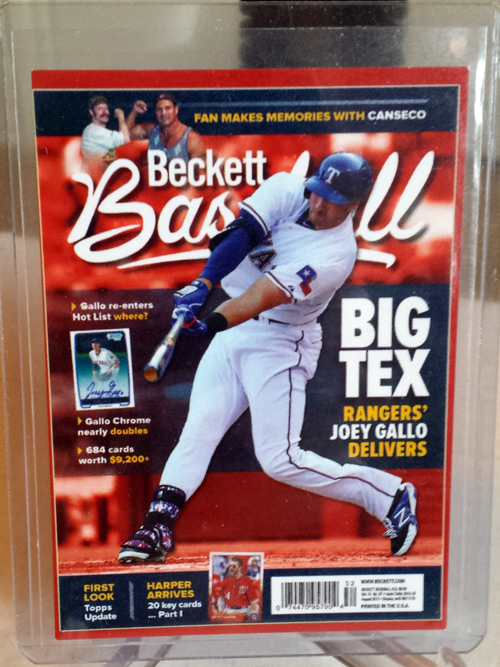 FAN MAKES MEMORIES WITH CANSECO
Beckett
Baseball
T
Gallo re-enters
Hot List where?
Gallo Chrome
nearly doubles
684 cards
worth $9,200+
BIG
TEX
RANGERS'
JOEY GALLO
DELIVERS
FIRST
LOOK
Topps
Update
HARPER
ARRIVES
20 key cards
... Part I
52
WWW.BECKETT.COM
PRINTED IN THE U.S.A.